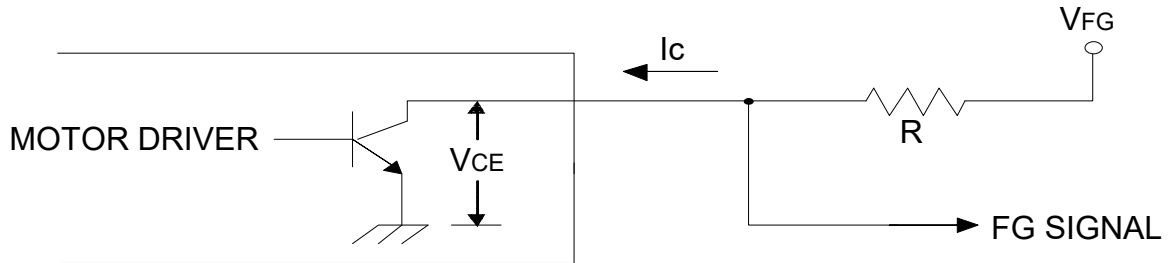 VFG
Ic
R
MOTOR DRIVER
VCE
FG SIGNAL